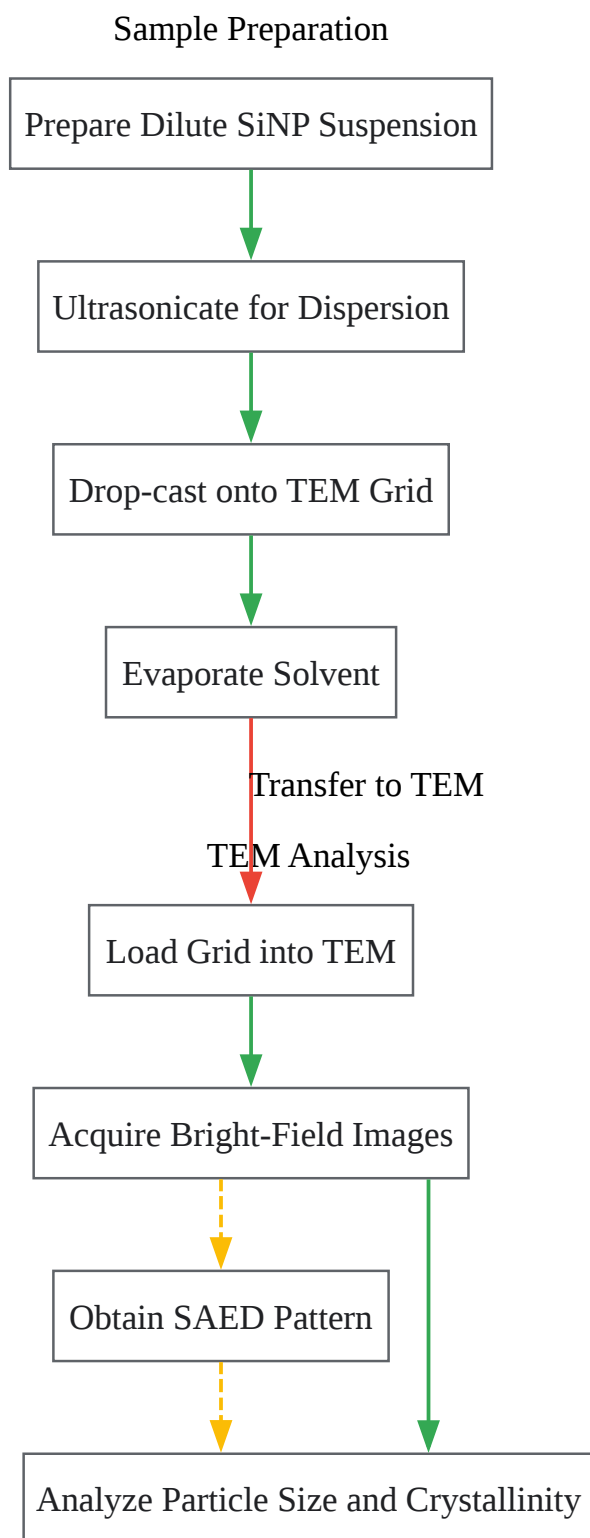 Sample Preparation
Prepare Dilute SiNP Suspension
Ultrasonicate for Dispersion
Drop-cast onto TEM Grid
Evaporate Solvent
Transfer to TEM
TEM Analysis
Load Grid into TEM
Acquire Bright-Field Images
Obtain SAED Pattern
Analyze Particle Size and Crystallinity